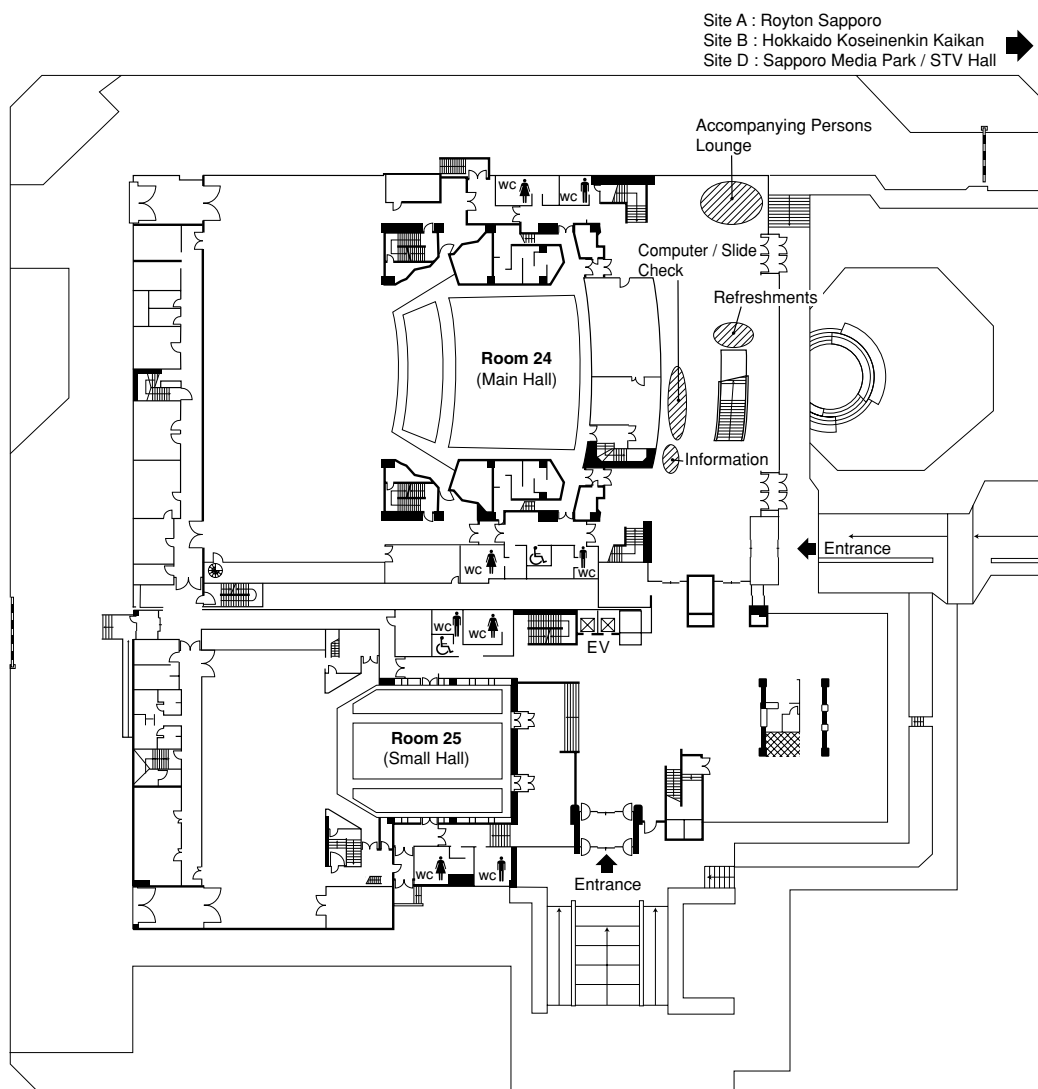 Site A : Royton Sapporo
Site B : Hokkaido Koseinenkin Kaikan
Site D : Sapporo Media Park / STV Hall
Accompanying Persons
Lounge
WC
WC
Computer / Slide
Check
Refreshments
Room 24
(Main Hall)
Information
Entrance
WC
WC
WC
WC
EV
Room 25
(Small Hall)
WC
WC
Entrance